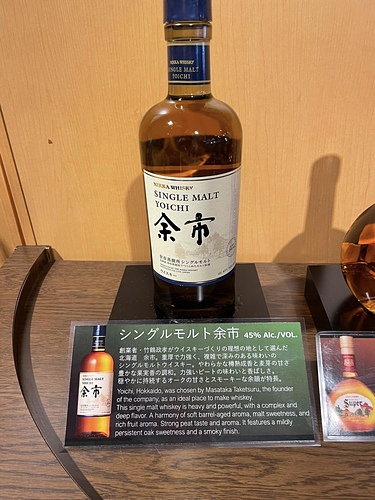 NIKKA WHISKY
SINGLE MALT
YOICHI
NIKKA WHISKY
SINGLE MALT
YOICHI
余市
シングルモルト余市 45% Alc./VOL.
創業者・竹鶴政孝がウイスキーづくりの理想の地として選んだ
北海道 余市。重厚で力強く、複雑で深みのある味わいの
シングルモルトウイスキー。やわらかな樽熟成香と麦芽の甘さ
豊かな果実香の調和。力強いピートの味わいと香ばしさ。
穏やかに持続するオークの甘さとスモーキーな余韻が特長。
Yoichi, Hokkaido, was chosen by Masataka Taketsuru, the founder
of the company, as an ideal place to make whiskey.
This single malt whiskey is heavy and powerful, with a complex and
deep flavor. A harmony of soft barrel-aged aroma, malt sweetness, and
rich fruit aroma. Strong peat taste and aroma. It features a mildly
persistent oak sweetness and a smoky finish.
余市
Super